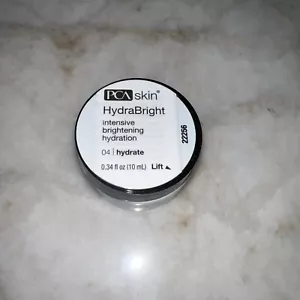 PCA skin®
HydraBright
intensive
brightening
hydration
04 | hydrate
0.34 fl oz (10 mL) Lift
22256